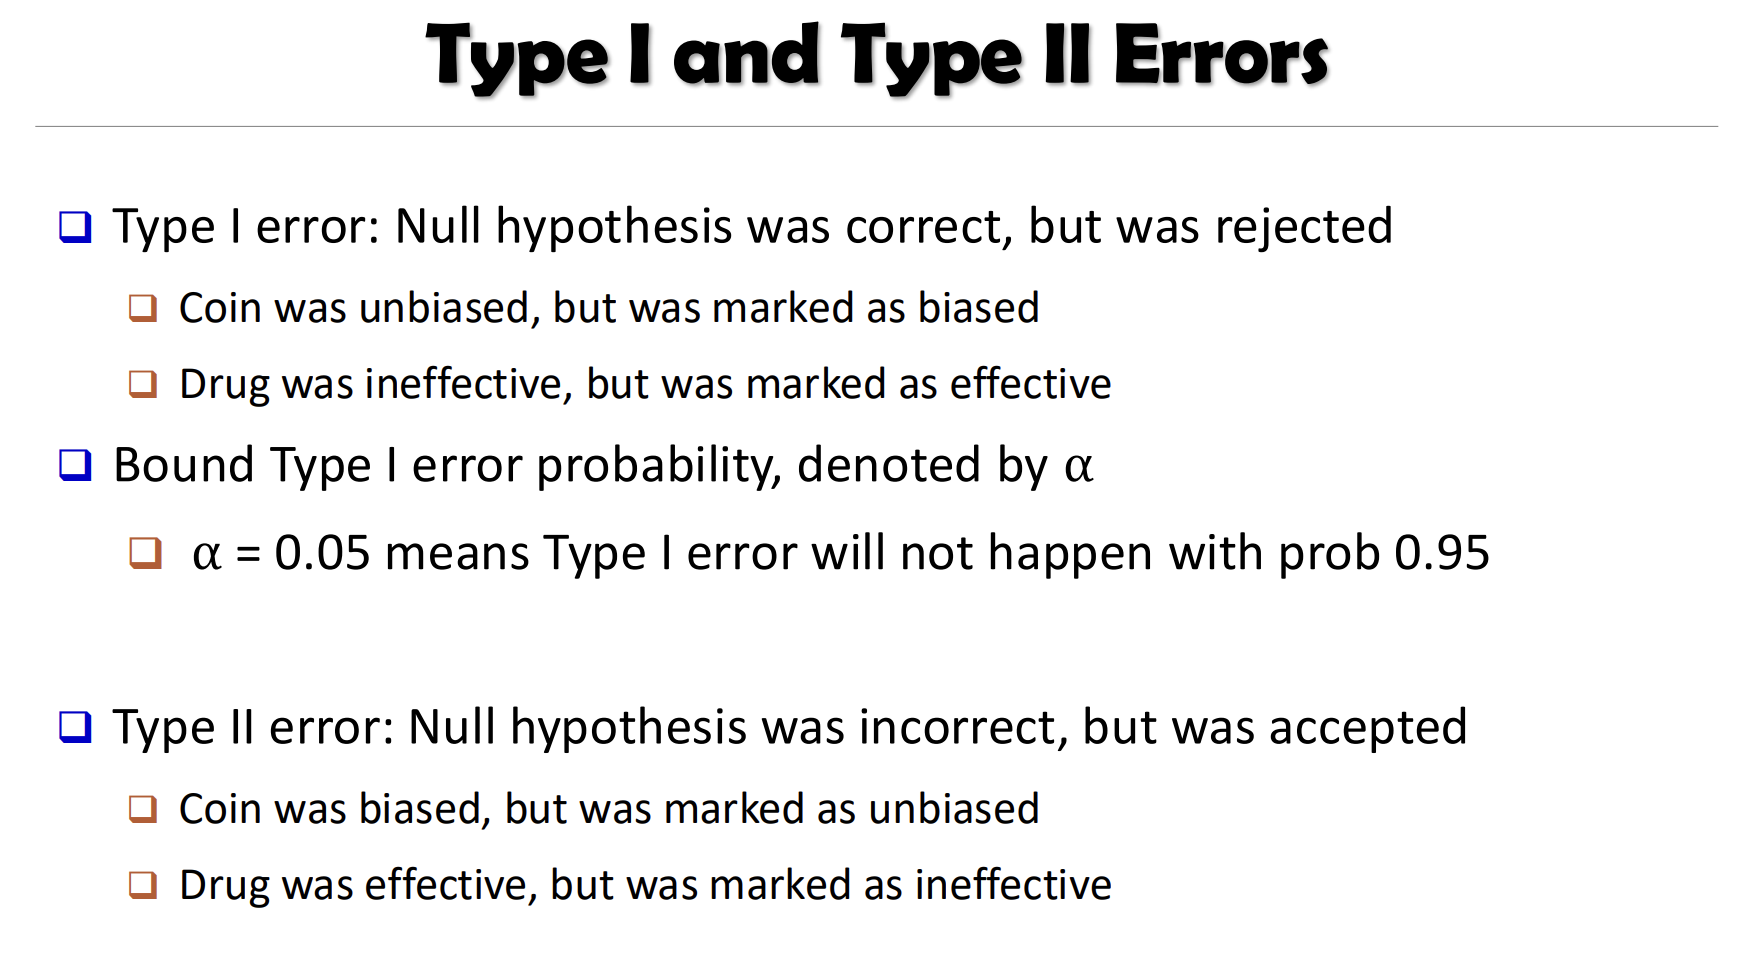 Type I and Type II Errors
Type I error: Null hypothesis was correct, but was rejected
Coin was unbiased, but was marked as biased
Drug was ineffective, but was marked as effective
Bound Type I error probability, denoted by α
α = 0.05 means Type I error will not happen with prob 0.95
Type II error: Null hypothesis was incorrect, but was accepted
Coin was biased, but was marked as unbiased
Drug was effective, but was marked as ineffective